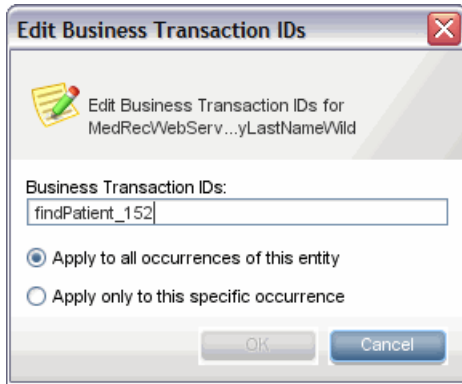 Edit Business Transaction IDs
Edit Business Transaction IDs for
MedRecWebServ...yLastNameWild
Business Transaction IDs:
findPatient_152
Apply to all occurrences of this entity
Apply only to this specific occurrence
OK
Cancel